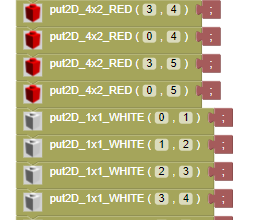 put2D_4x2_RED ( 3 , 4 ) ;
put2D_4x2_RED ( 0 , 4 ) ;
put2D_4x2_RED ( 3 , 5 ) ;
put2D_4x2_RED ( 0 , 5 ) ;
put2D_1x1_WHITE ( 0 , 1 ) ;
put2D_1x1_WHITE ( 1 , 2 ) ;
put2D_1x1_WHITE ( 2 , 3 ) ;
put2D_1x1_WHITE ( 3 , 4 ) ;